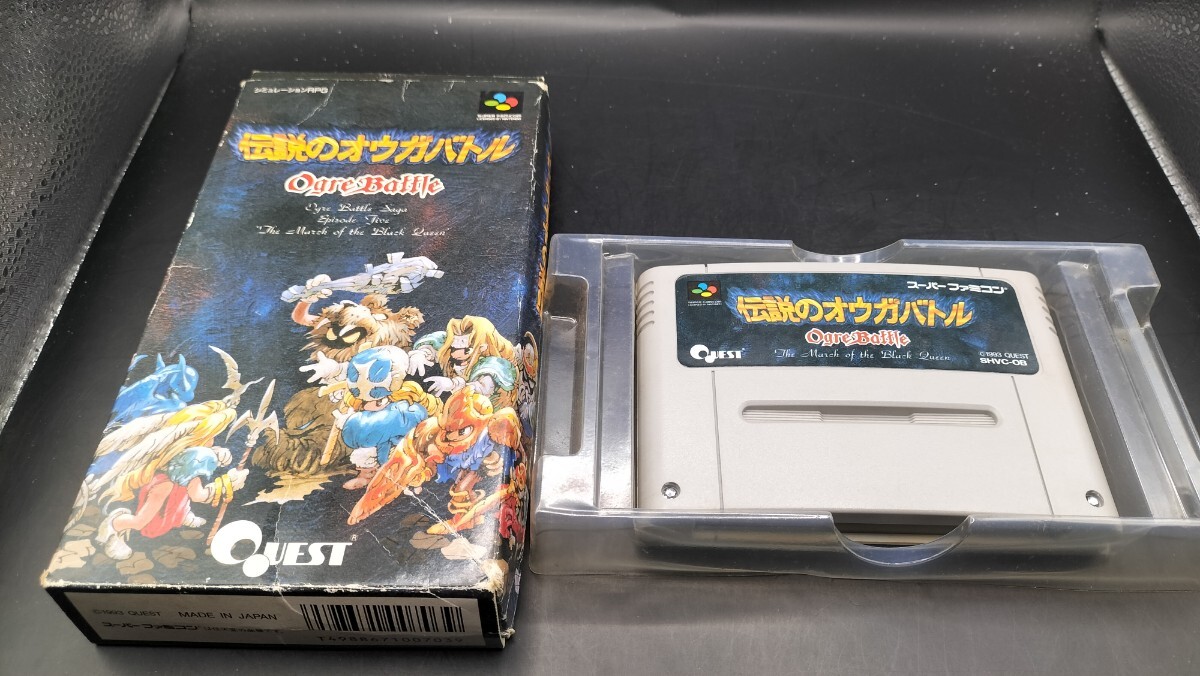 シミュレーションRPG
伝説のオウガバトル
Ogre Battle
Ogre Battle Saga
Episode Five
"The March of the Black Queen"
QUEST
©1993 QUEST MADE IN JAPAN
スーパーファミコン
T4988671007039
スーパーファミコン
伝説のオウガバトル
Ogre Battle
QUEST
The March of the Black Queen
©1993 QUEST
SHVC-OB